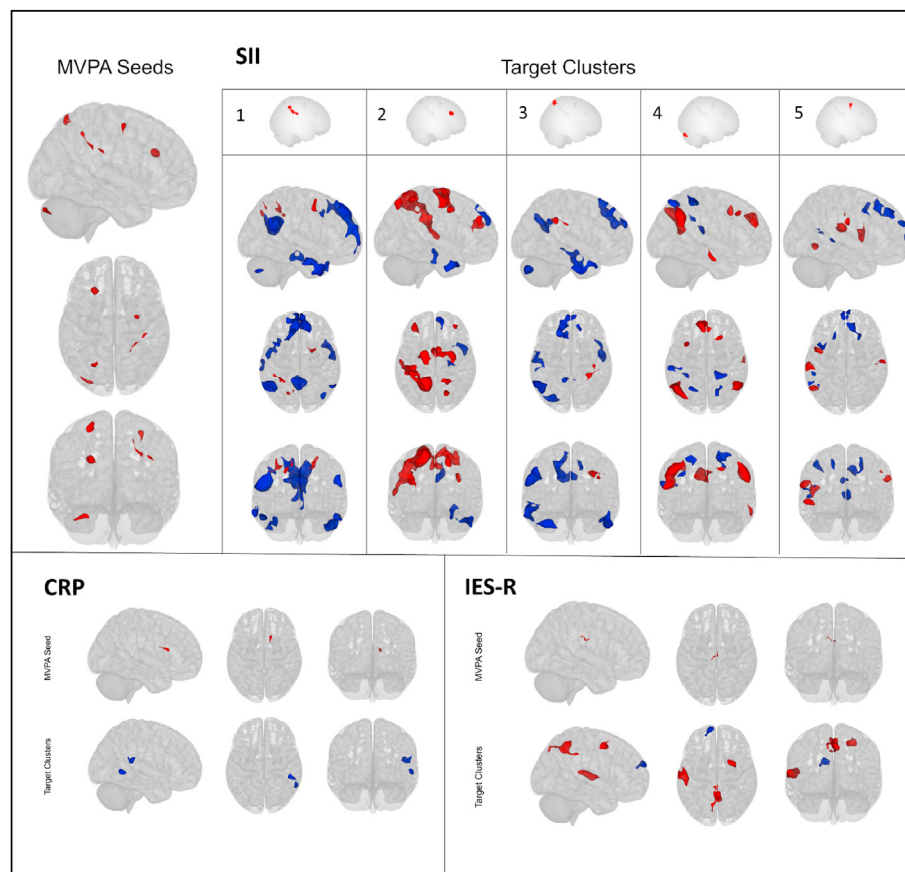 SII
MVPA Seeds
Target Clusters
1
2
3
4
5
CRP
MVPA Seed
Target Clusters
IES-R
MVPA Seed
Target Clusters